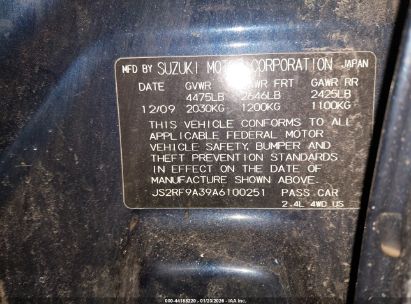 MFD BY SUZUKI MOTOR CORPORATION JAPAN
DATE GVWR GAWR FRT GAWR RR
4475LB 2646LB 2425LB
12/09 2030KG 1200KG 1100KG
THIS VEHICLE CONFORMS TO ALL
APPLICABLE FEDERAL MOTOR
VEHICLE SAFETY, BUMPER AND
THEFT PREVENTION STANDARDS
IN EFFECT ON THE DATE OF
MANUFACTURE SHOWN ABOVE.
JS2RF9A39A6100251 PASS.CAR
2.4L 4WD US